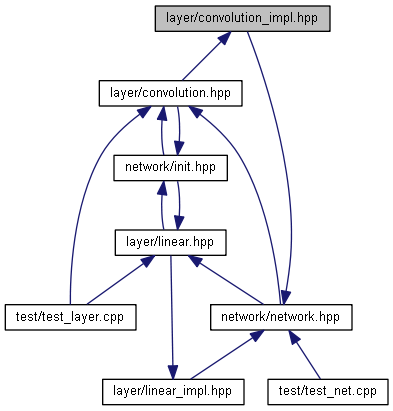 layer/convolution_impl.hpp
layer/convolution.hpp
network/init.hpp
layer/linear.hpp
test/test_layer.cpp
network/network.hpp
layer/linear_impl.hpp
test/test_net.cpp